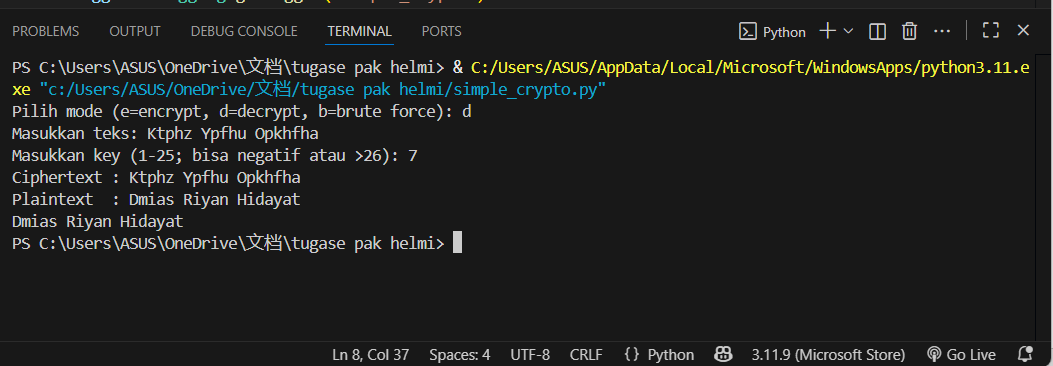 PROBLEMS OUTPUT DEBUG CONSOLE TERMINAL PORTS Python
PS C:\Users\ASUS\OneDrive\文档\tugase pak helmi> & C:/Users/ASUS/AppData/Local/Microsoft/WindowsApps/python3.11.e
xe "c:/Users/ASUS/OneDrive/文档/tugase pak helmi/simple_crypto.py"
Pilih mode (e=encrypt, d=decrypt, b=brute force): d
Masukkan teks: Ktphz Ypfhu Opkhfha
Masukkan key (1-25; bisa negatif atau >26): 7
Ciphertext : Ktphz Ypfhu Opkhfha
Plaintext  : Dmias Riyan Hidayat
Dmias Riyan Hidayat
PS C:\Users\ASUS\OneDrive\文档\tugase pak helmi>
Ln 8, Col 37 Spaces: 4 UTF-8 CRLF {} Python 3.11.9 (Microsoft Store) Go Live